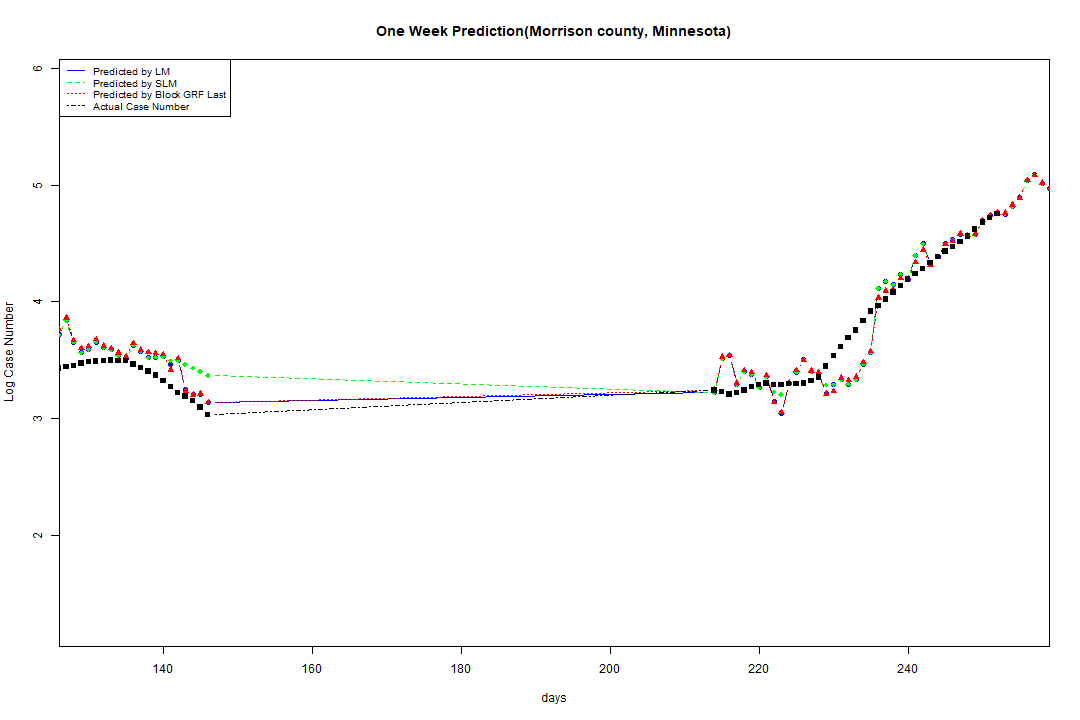 One Week Prediction(Morrison county, Minnesota)
Predicted by LM
Predicted by SLM
Predicted by Block GRF Last
Actual Case Number
6
5
4
3
2
Log Case Number
140 160 180 200 220 240
days